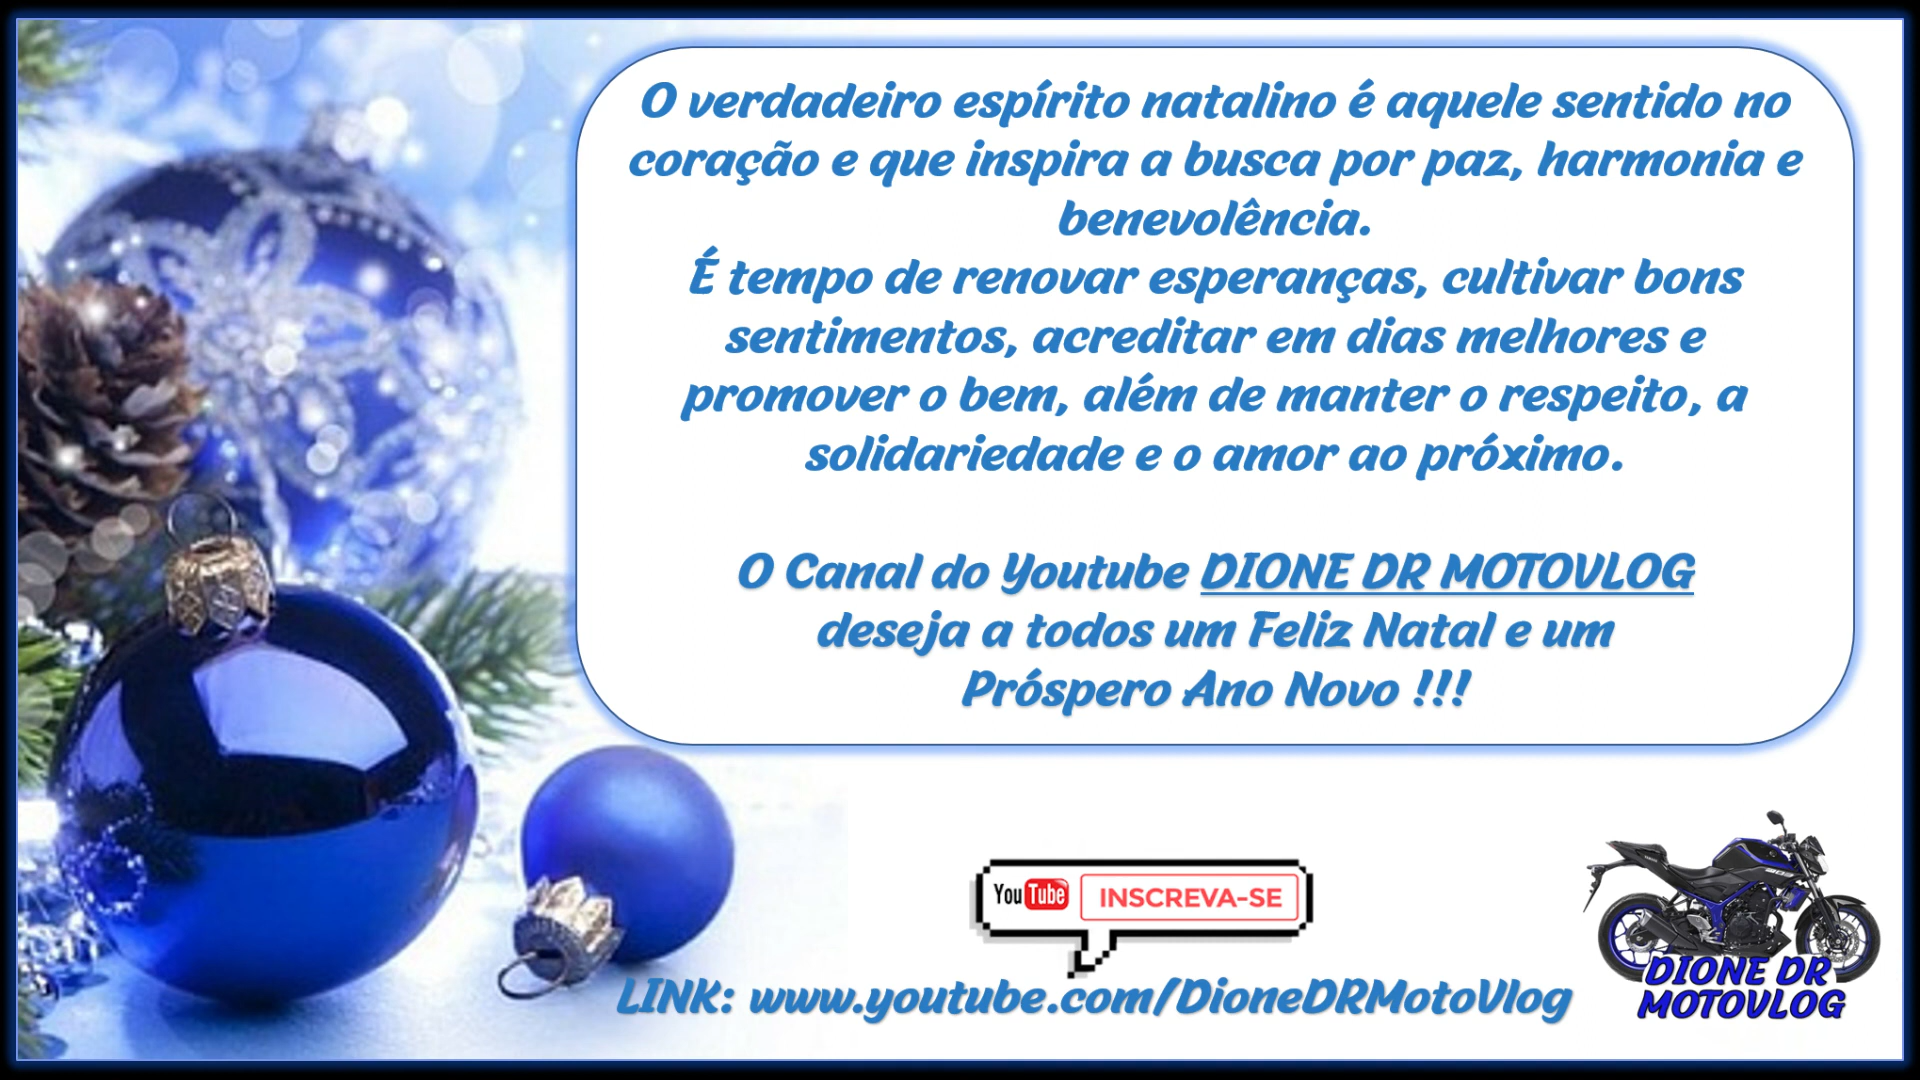 O verdadeiro espírito natalino é aquele sentido no
coração e que inspira a busca por paz, harmonia e
benevolência.
É tempo de renovar esperanças, cultivar bons
sentimentos, acreditar em dias melhores e
promover o bem, além de manter o respeito, a
solidariedade e o amor ao próximo.
O Canal do Youtube DIONE DR MOTOVLOG
deseja a todos um Feliz Natal e um
Próspero Ano Novo !!!
YouTube INSCREVA-SE
LINK: www.youtube.com/DioneDRMotoVlog
DIONE DR
MOTOVLOG